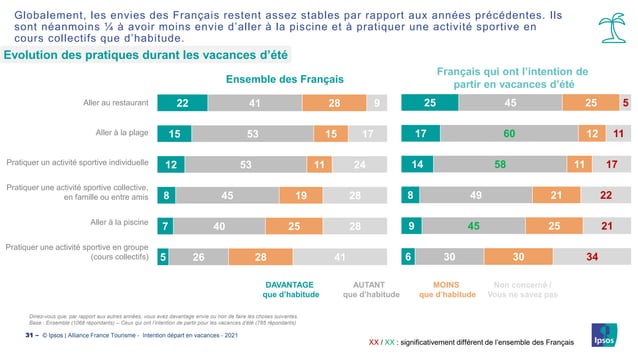 Globalement, les envies des Français restent assez stables par rapport aux années précédentes. Ils
sont néanmoins ¼ à avoir moins envie d'aller à la piscine et à pratiquer une activité sportive en
cours collectifs que d'habitude.
Evolution des pratiques durant les vacances d'été
Ensemble des Français
Français qui ont l'intention de
partir en vacances d'été
Aller au restaurant 22 41 28 9 25 45 25 5
Aller à la plage 15 53 15 17 17 60 12 11
Pratiquer un activité sportive individuelle 12 53 11 24 14 58 11 17
Pratiquer une activité sportive collective,
en famille ou entre amis 8 45 19 28 8 49 21 22
Aller à la piscine 7 40 25 28 9 45 25 21
Pratiquer une activité sportive en groupe
(cours collectifs) 5 26 28 41 6 30 30 34
DAVANTAGE
que d'habitude
AUTANT
que d'habitude
MOINS
que d'habitude
Non concerné /
Vous ne savez pas
Diriez-vous que, par rapport aux autres années, vous avez davantage envie ou non de faire les choses suivantes
Base : Ensemble (1068 répondants) – Ceux qui ont l'intention de partir pour les vacances d'été (785 répondants)
31 – © Ipsos | Alliance France Tourisme - Intention départ en vacances - 2021
XX / XX : significativement différent de l'ensemble des Français
Ipsos